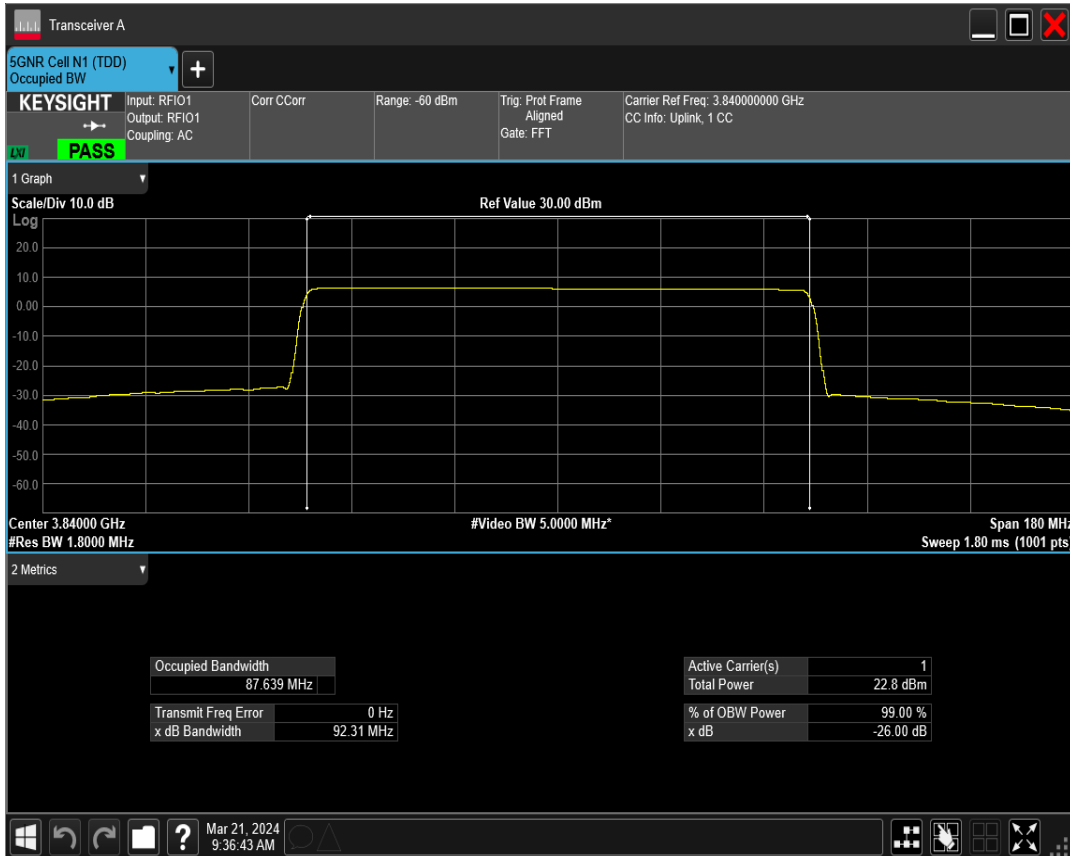 Transceiver A
5GNR Cell N1 (TDD)
Occupied BW
+
KEYSIGHT
LXI
PASS
Input: RFIO1
Output: RFIO1
Coupling: AC
Corr CCorr
Range: -60 dBm
Trig: Prot Frame
Aligned
Gate: FFT
Carrier Ref Freq: 3.840000000 GHz
CC Info: Uplink, 1 CC
1 Graph
Scale/Div 10.0 dB
Ref Value 30.00 dBm
Log
20.0
10.0
0.00
-10.0
-20.0
-30.0
-40.0
-50.0
-60.0
Center 3.84000 GHz
#Video BW 5.0000 MHz*
Span 180 MHz
#Res BW 1.8000 MHz
Sweep 1.80 ms (1001 pts)
2 Metrics
Occupied Bandwidth
87.639 MHz
Transmit Freq Error 0 Hz
x dB Bandwidth 92.31 MHz
Active Carrier(s) 1
Total Power 22.8 dBm
% of OBW Power 99.00 %
x dB -26.00 dB
?
Mar 21, 2024
9:36:43 AM